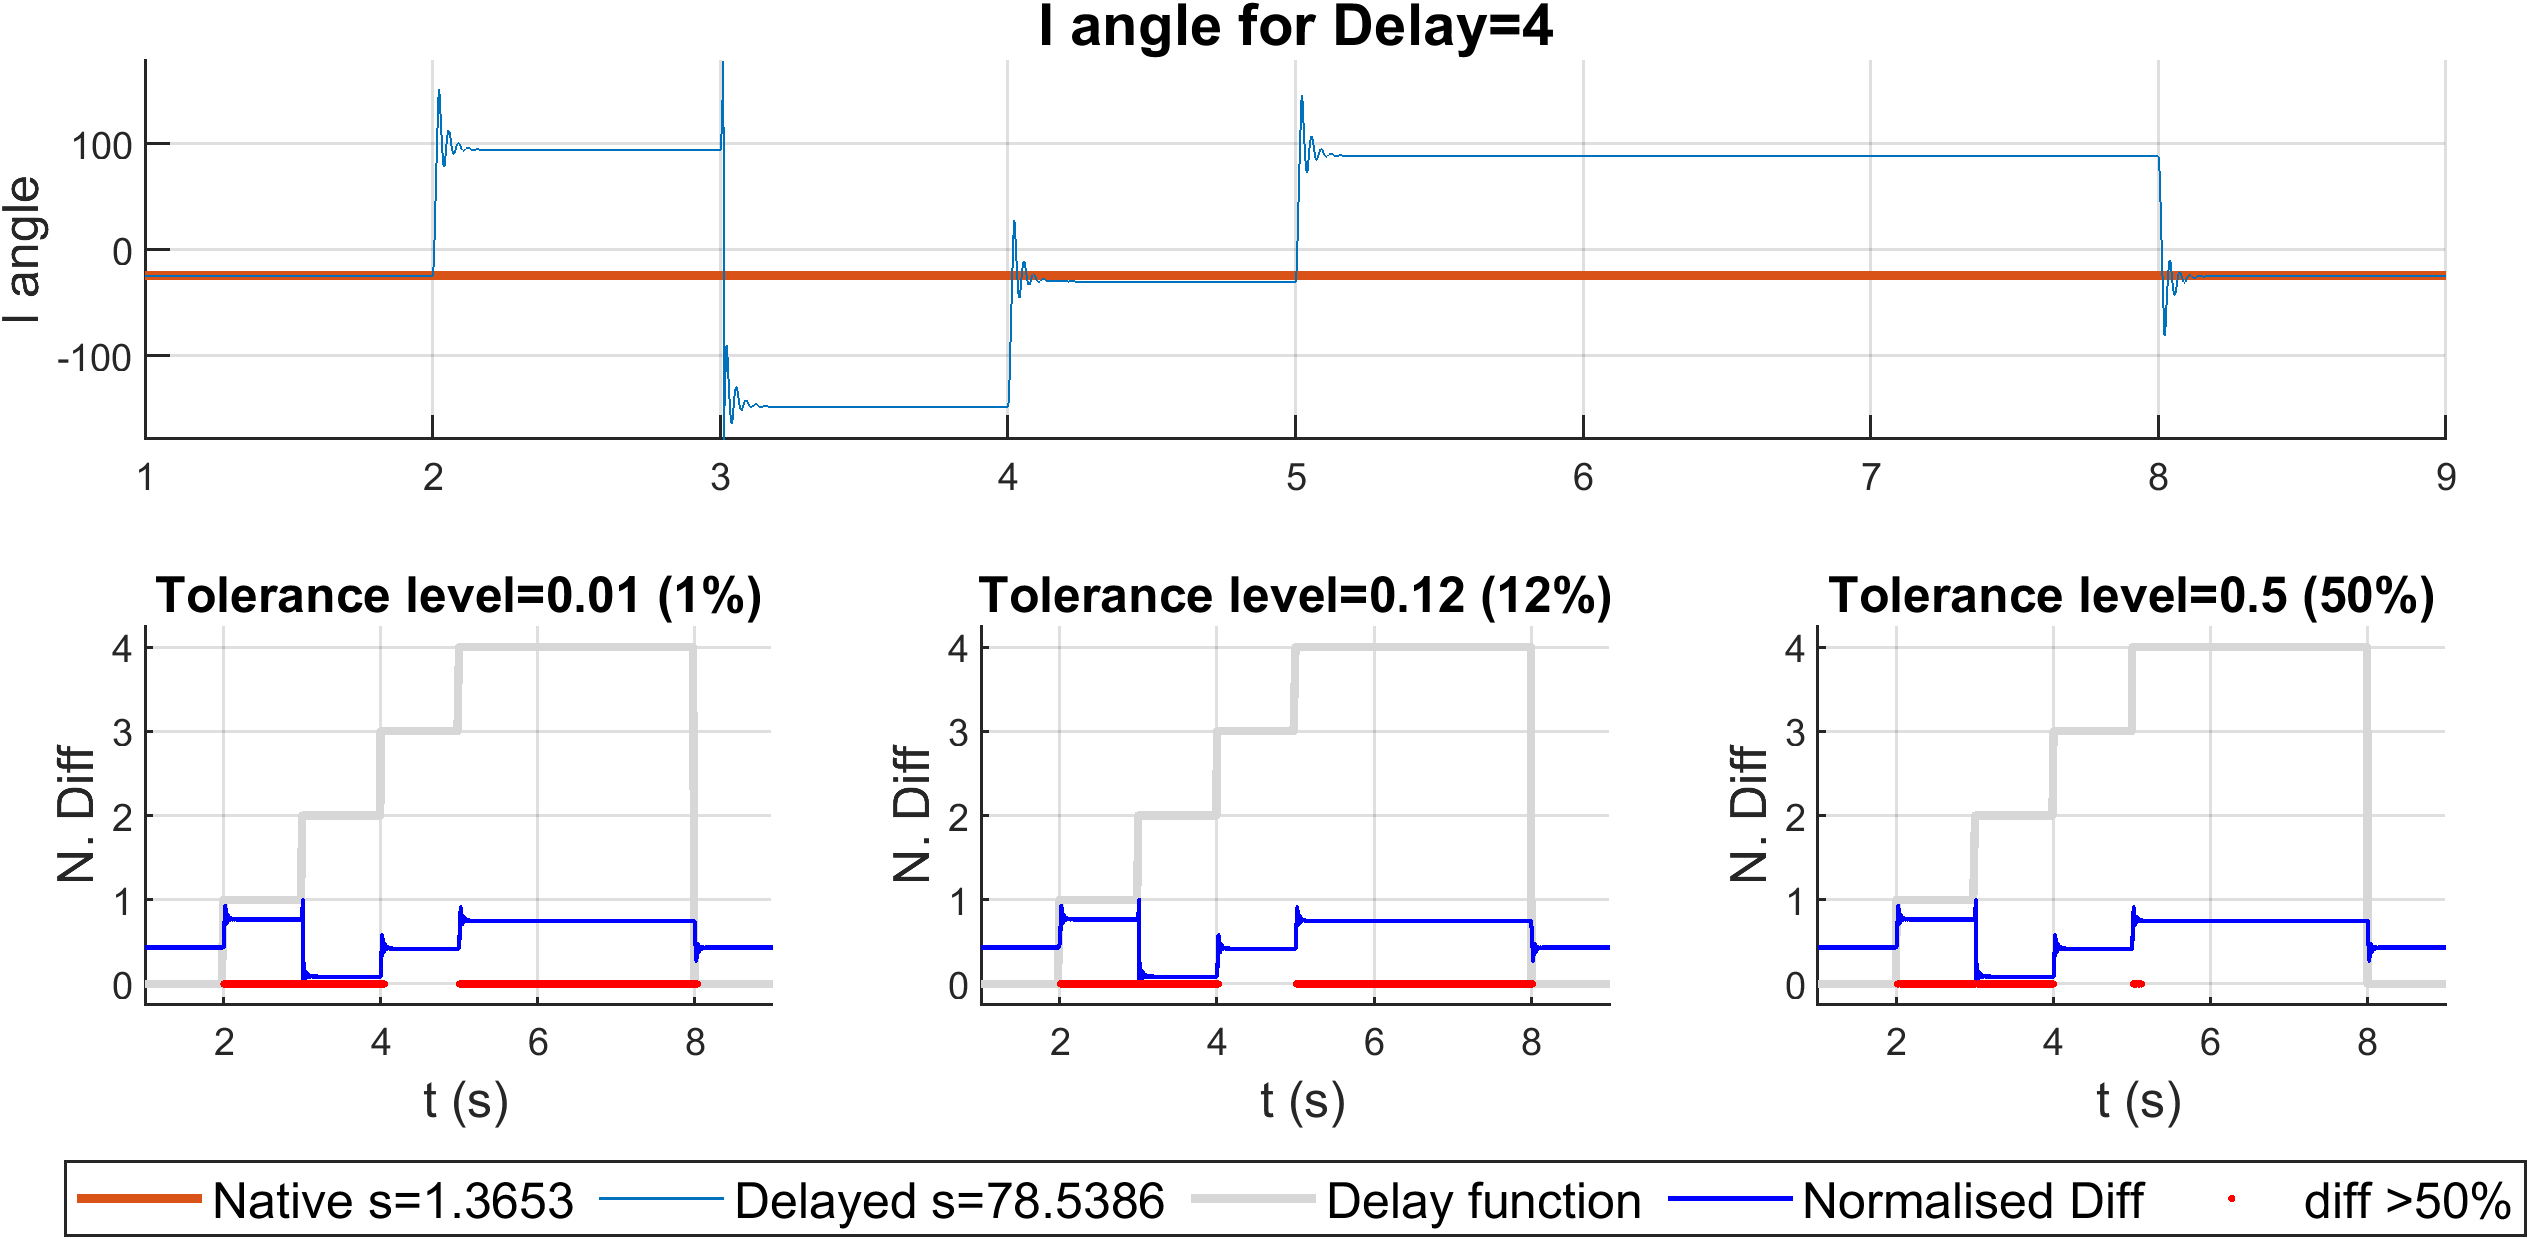 I angle for Delay=4
I angle
100
0
-100
1 2 3 4 5 6 7 8 9
Tolerance level=0.01 (1%)
N. Diff
4
3
2
1
0
2 4 6 8
t (s)
Tolerance level=0.12 (12%)
N. Diff
4
3
2
1
0
2 4 6 8
t (s)
Tolerance level=0.5 (50%)
N. Diff
4
3
2
1
0
2 4 6 8
t (s)
Native s=1.3653 Delayed s=78.5386 Delay function Normalised Diff diff >50%